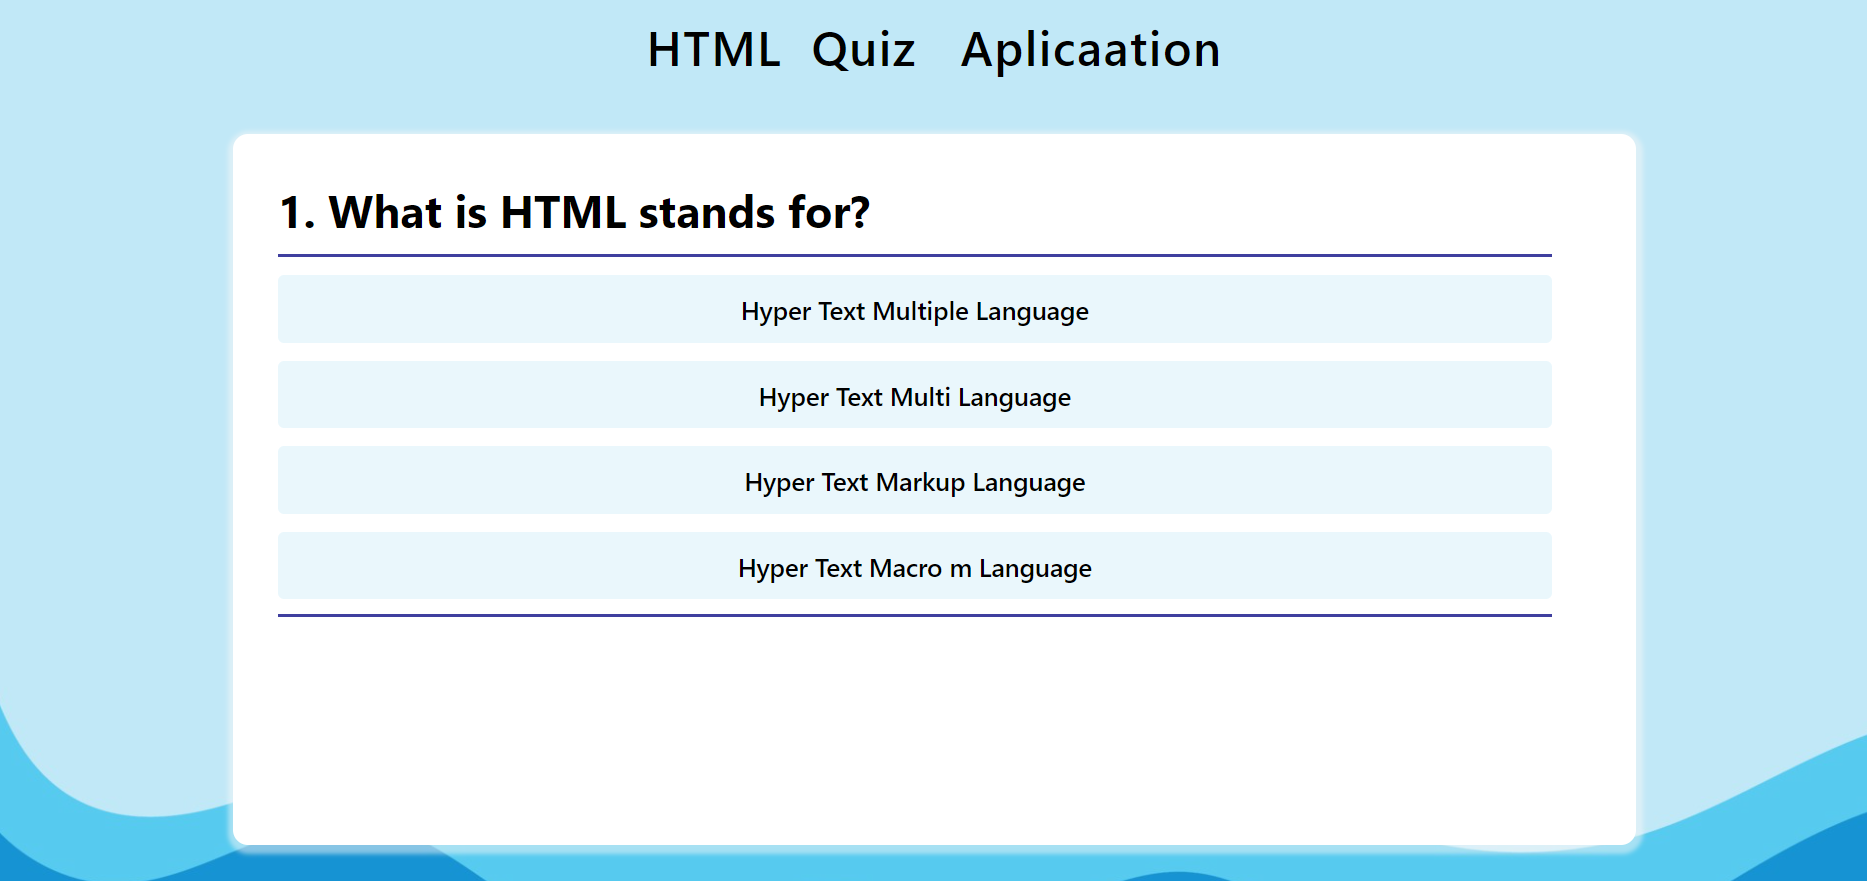 HTML Quiz Aplicaation
1. What is HTML stands for?
Hyper Text Multiple Language
Hyper Text Multi Language
Hyper Text Markup Language
Hyper Text Macro m Language